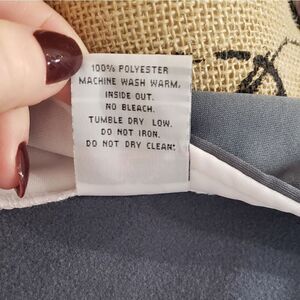 100% POLYESTER
MACHINE WASH WARM,
INSIDE OUT.
NO BLEACH.
TUMBLE DRY LOW.
DO NOT IRON.
DO NOT DRY CLEAN.